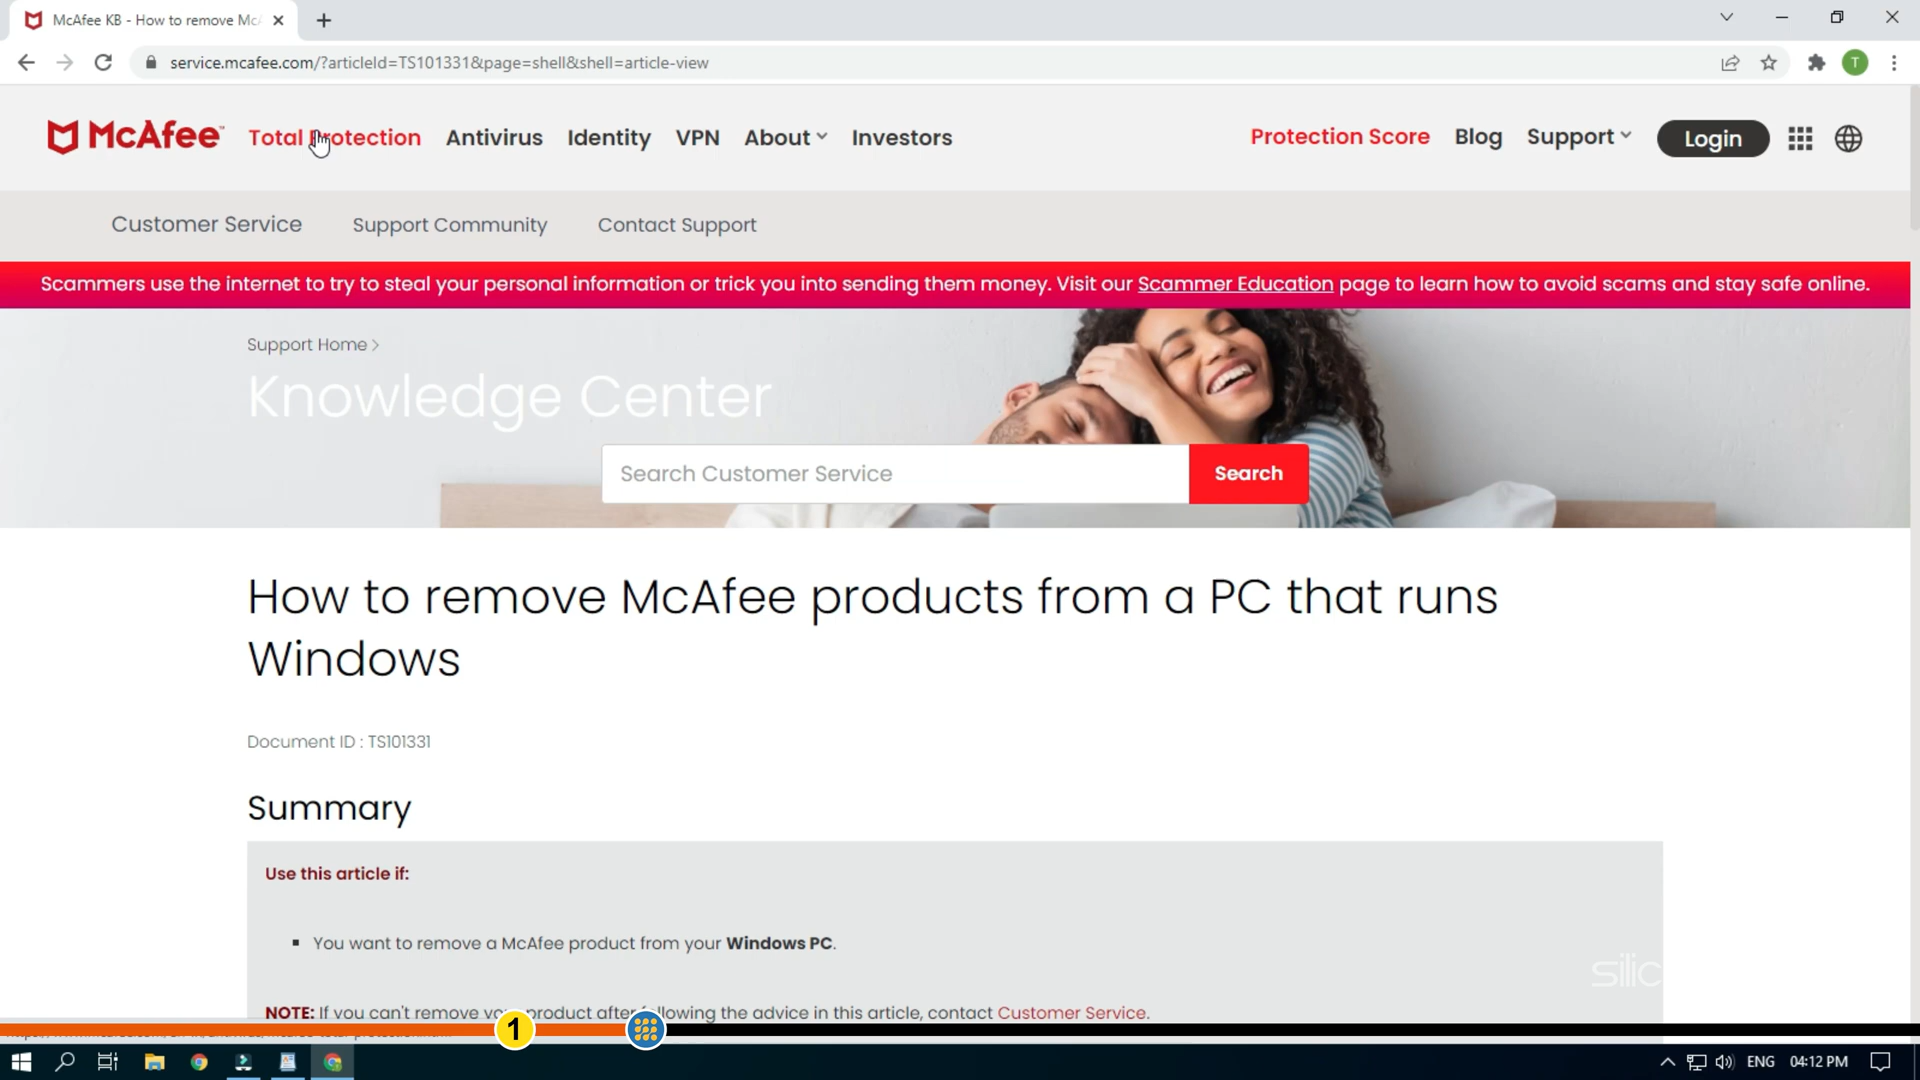 McAfee KB - How to remove Mc
service.mcafee.com/?articleId=TS101331&page=shell&shell=article-view
T
McAfee™ Total Protection Antivirus Identity VPN About Investors Protection Score Blog Support Login
Customer Service Support Community Contact Support
Scammers use the internet to try to steal your personal information or trick you into sending them money. Visit our Scammer Education page to learn how to avoid scams and stay safe online.
Support Home >
Knowledge Center
Search Customer Service Search
How to remove McAfee products from a PC that runs
Windows
Document ID : TS101331
Summary
Use this article if:
▪ You want to remove a McAfee product from your Windows PC.
silic
NOTE: If you can't remove your product after following the advice in this article, contact Customer Service.
1
ENG 04:12 PM